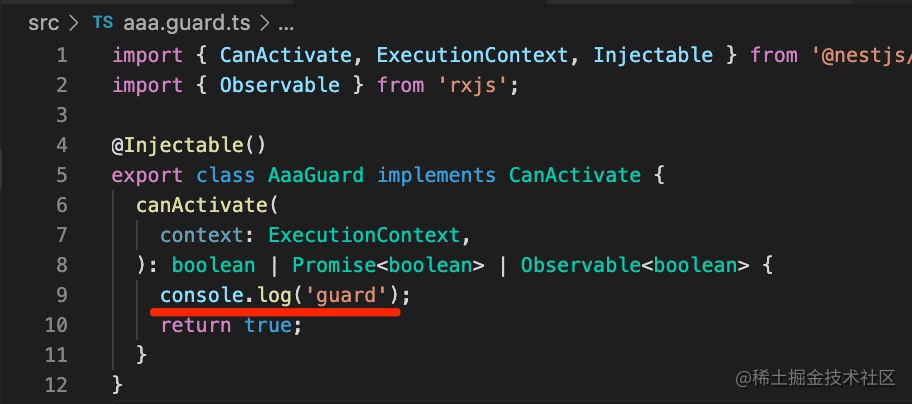 src > TS aaa.guard.ts > ...
1 import { CanActivate, ExecutionContext, Injectable } from '@nestjs/
2 import { Observable } from 'rxjs';
3
4 @Injectable()
5 export class AaaGuard implements CanActivate {
6 canActivate(
7 context: ExecutionContext,
8 ): boolean | Promise<boolean> | Observable<boolean> {
9 console.log('guard');
10 return true;
11 }
12 }
@稀土掘金技术社区